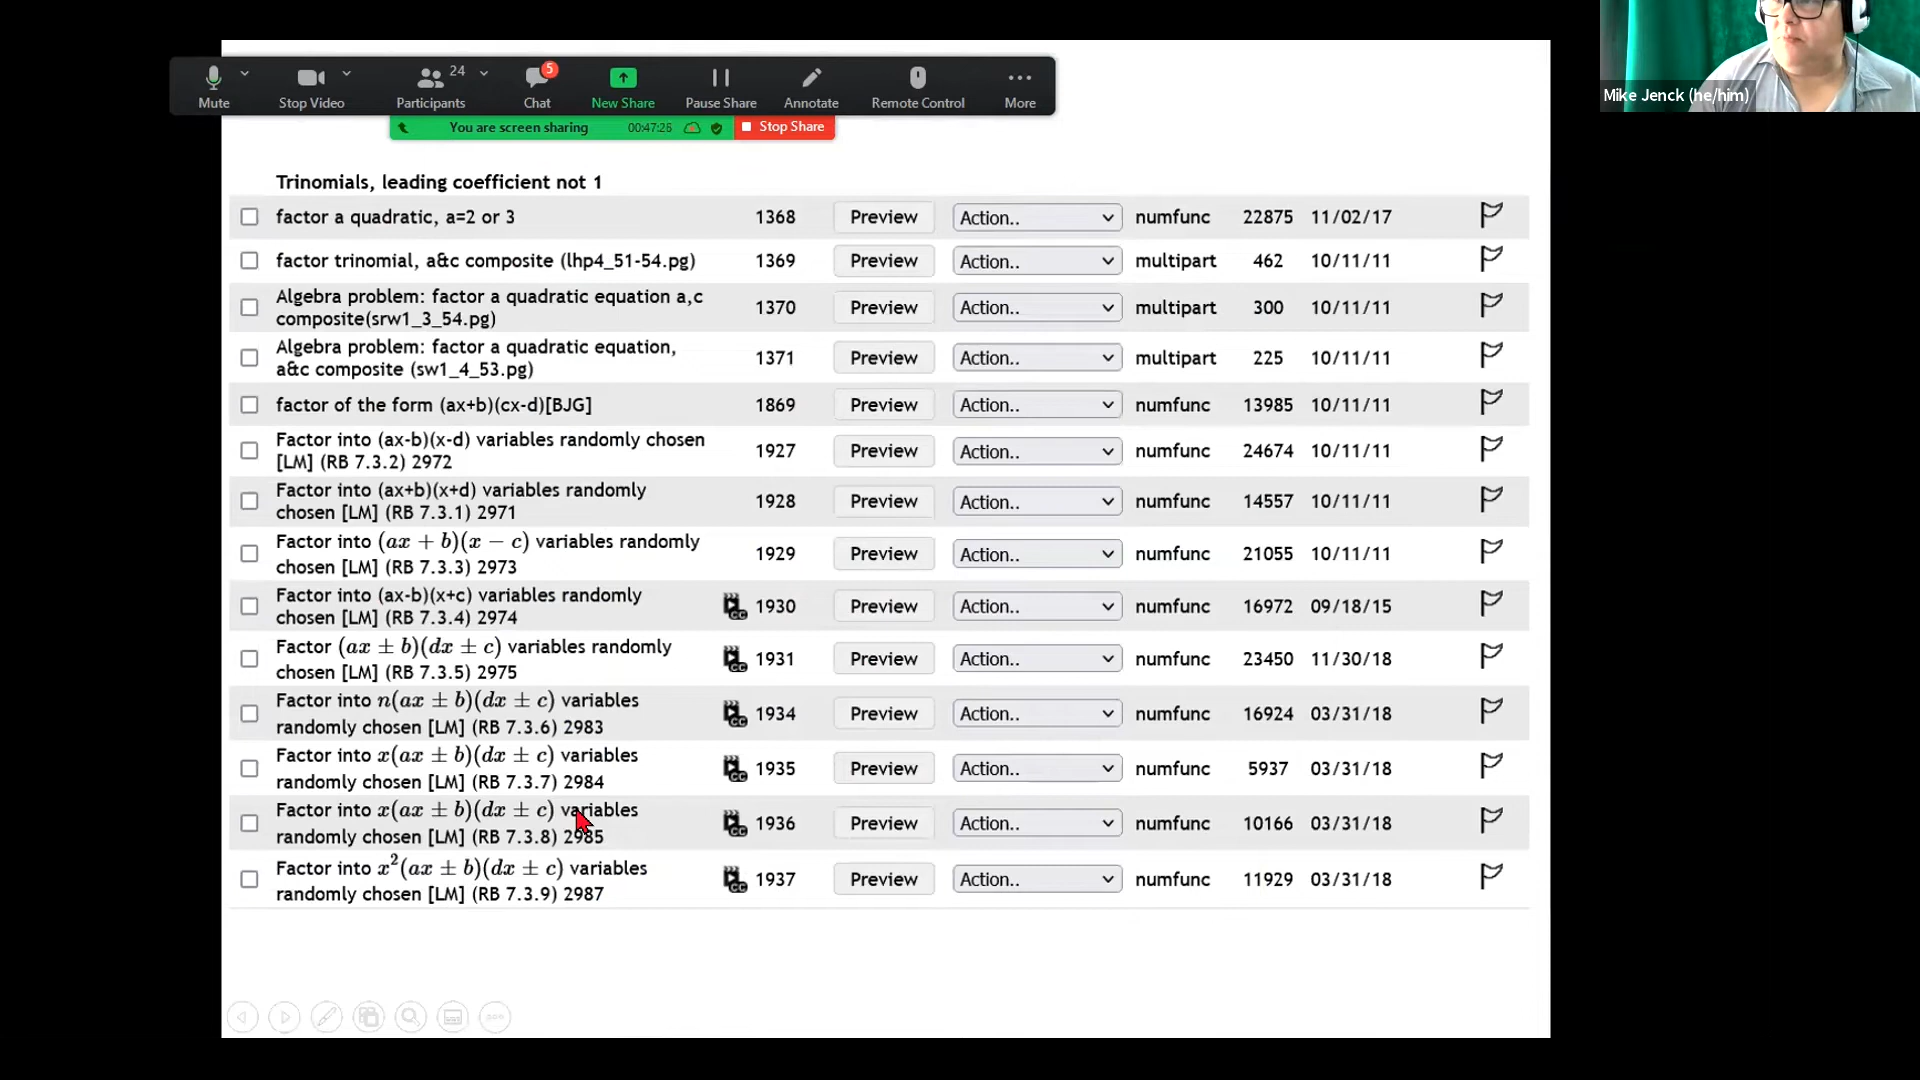 Mute
Stop Video
Participants 24
Chat 5
New Share
Pause Share
Annotate
Remote Control
More
You are screen sharing 00:47:26 Stop Share
Mike Jenck (he/him)
Trinomials, leading coefficient not 1
factor a quadratic, a=2 or 3 1368 Preview Action.. numfunc 22875 11/02/17
factor trinomial, a&c composite (lhp4_51-54.pg) 1369 Preview Action.. multipart 462 10/11/11
Algebra problem: factor a quadratic equation a,c
composite(srw1_3_54.pg) 1370 Preview Action.. multipart 300 10/11/11
Algebra problem: factor a quadratic equation,
a&c composite (sw1_4_53.pg) 1371 Preview Action.. multipart 225 10/11/11
factor of the form (ax+b)(cx-d)[BJG] 1869 Preview Action.. numfunc 13985 10/11/11
Factor into (ax-b)(x-d) variables randomly chosen
[LM] (RB 7.3.2) 2972 1927 Preview Action.. numfunc 24674 10/11/11
Factor into (ax+b)(x+d) variables randomly
chosen [LM] (RB 7.3.1) 2971 1928 Preview Action.. numfunc 14557 10/11/11
Factor into (ax + b)(x − c) variables randomly
chosen [LM] (RB 7.3.3) 2973 1929 Preview Action.. numfunc 21055 10/11/11
Factor into (ax-b)(x+c) variables randomly
chosen [LM] (RB 7.3.4) 2974 CC 1930 Preview Action.. numfunc 16972 09/18/15
Factor (ax ± b)(dx ± c) variables randomly
chosen [LM] (RB 7.3.5) 2975 CC 1931 Preview Action.. numfunc 23450 11/30/18
Factor into n(ax ± b)(dx ± c) variables
randomly chosen [LM] (RB 7.3.6) 2983 CC 1934 Preview Action.. numfunc 16924 03/31/18
Factor into x(ax ± b)(dx ± c) variables
randomly chosen [LM] (RB 7.3.7) 2984 CC 1935 Preview Action.. numfunc 5937 03/31/18
Factor into x(ax ± b)(dx ± c) variables
randomly chosen [LM] (RB 7.3.8) 2985 CC 1936 Preview Action.. numfunc 10166 03/31/18
Factor into x²(ax ± b)(dx ± c) variables
randomly chosen [LM] (RB 7.3.9) 2987 CC 1937 Preview Action.. numfunc 11929 03/31/18